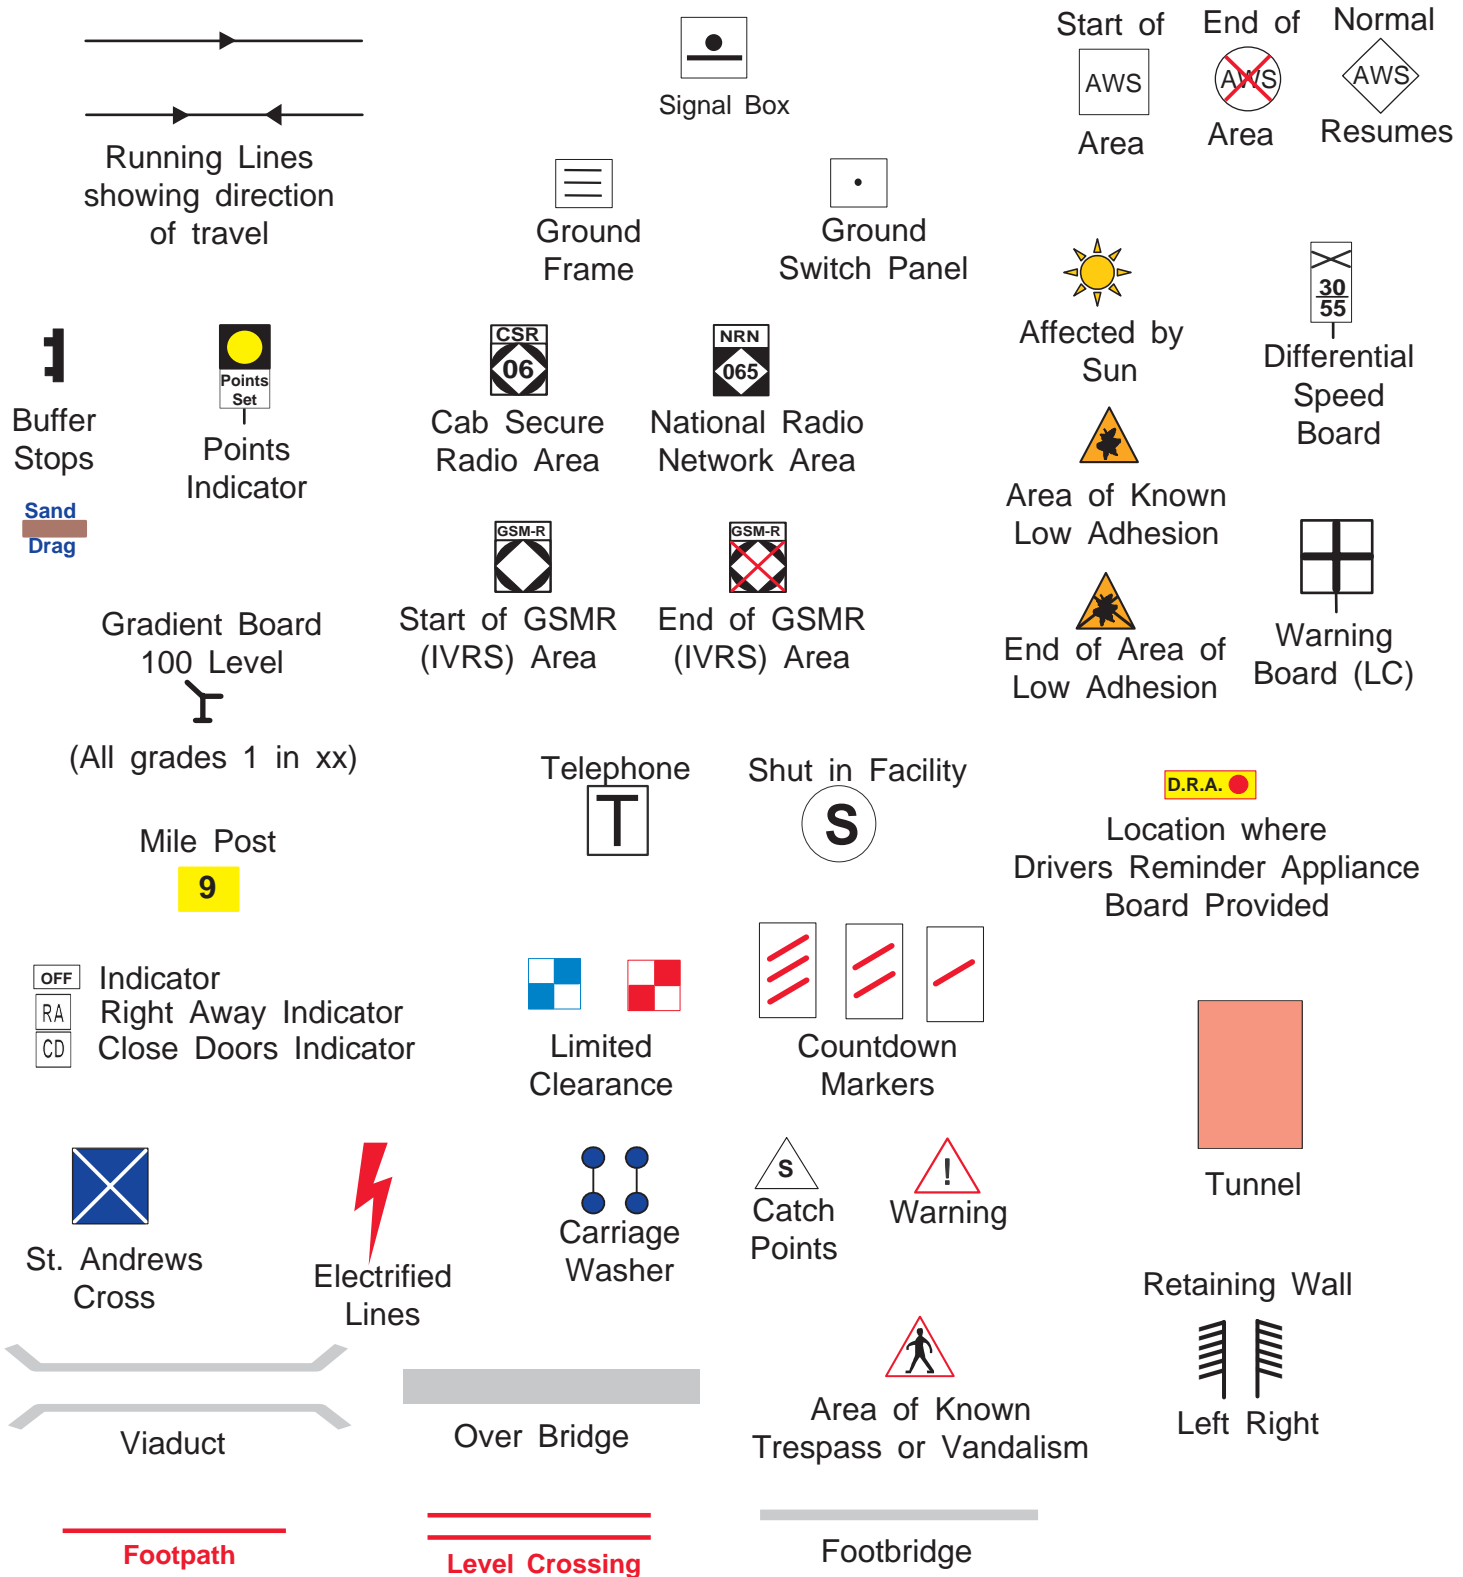 Start of
AWS
Area
End of
AWS
Area
Normal
AWS
Resumes
Signal Box
Running Lines
showing direction
of travel
Ground
Frame
Ground
Switch Panel
Affected by
Sun
30
55
Differential
Speed
Board
Buffer
Stops
Points
Set
Points
Indicator
CSR
06
Cab Secure
Radio Area
NRN
065
National Radio
Network Area
Area of Known
Low Adhesion
Sand
Drag
GSM-R
Start of GSMR
(IVRS) Area
GSM-R
End of GSMR
(IVRS) Area
End of Area of
Low Adhesion
Warning
Board (LC)
Gradient Board
100 Level
(All grades 1 in xx)
Telephone
T
Shut in Facility
S
D.R.A.
Location where
Drivers Reminder Appliance
Board Provided
Mile Post
9
OFF Indicator
RA Right Away Indicator
CD Close Doors Indicator
Limited
Clearance
Countdown
Markers
Tunnel
St. Andrews
Cross
Electrified
Lines
Carriage
Washer
S
Catch
Points
!
Warning
Retaining Wall
Left Right
Viaduct
Over Bridge
Area of Known
Trespass or Vandalism
Footpath
Level Crossing
Footbridge